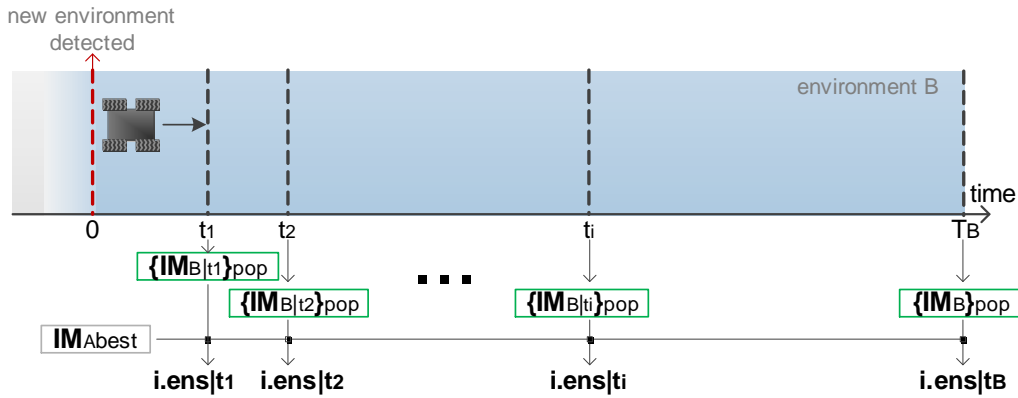 new environment
detected
environment B
time
0 t1 t2 ti TB
{IMB|t1}pop
{IMB|t2}pop {IMB|ti}pop {IMB}pop
IMAbest
i.ens|t1 i.ens|t2 i.ens|ti i.ens|tB